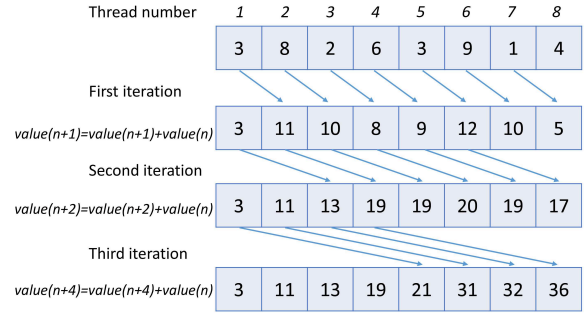 Thread number 1 2 3 4 5 6 7 8
3 8 2 6 3 9 1 4
First iteration
value(n+1)=value(n+1)+value(n) 3 11 10 8 9 12 10 5
Second iteration
value(n+2)=value(n+2)+value(n) 3 11 13 19 19 20 19 17
Third iteration
value(n+4)=value(n+4)+value(n) 3 11 13 19 21 31 32 36